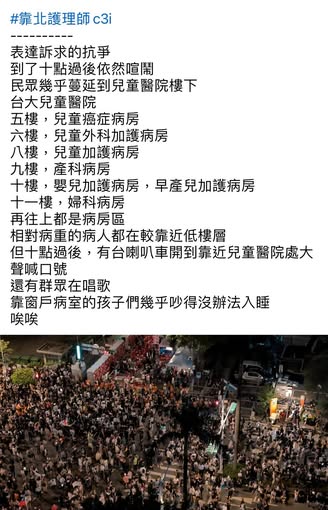 #靠北護理師 c3i
----------
表達訴求的抗爭
到了十點過後依然喧鬧
民眾幾乎蔓延到兒童醫院樓下
台大兒童醫院
五樓，兒童癌症病房
六樓，兒童外科加護病房
八樓，兒童加護病房
九樓，產科病房
十樓，嬰兒加護病房，早產兒加護病房
十一樓，婦科病房
再往上都是病房區
相對病重的病人都在較靠近低樓層
但十點過後，有台喇叭車開到靠近兒童醫院處大
聲喊口號
還有群眾在唱歌
靠窗戶病室的孩子們幾乎吵得沒辦法入睡
唉唉